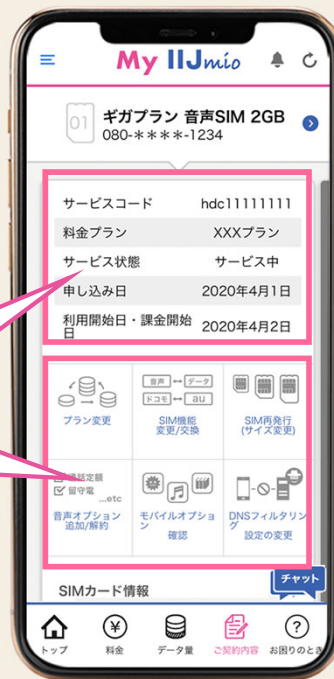 My IIJmio
01
ギガプラン 音声SIM 2GB
080-＊＊＊＊-1234
サービスコード hdc11111111
料金プラン XXXプラン
サービス状態 サービス中
申し込み日 2020年4月1日
利用開始日・課金開始日 2020年4月2日
プラン変更
音声 データ
ドコモ au
SIM機能
変更/交換
SIM再発行
(サイズ変更)
通話定額
留守電
...etc
音声オプション
追加/解約
モバイルオプション
確認
DNSフィルタリング
設定の変更
SIMカード情報
チャット
トップ
料金
データ量
ご契約内容
お困りのとき